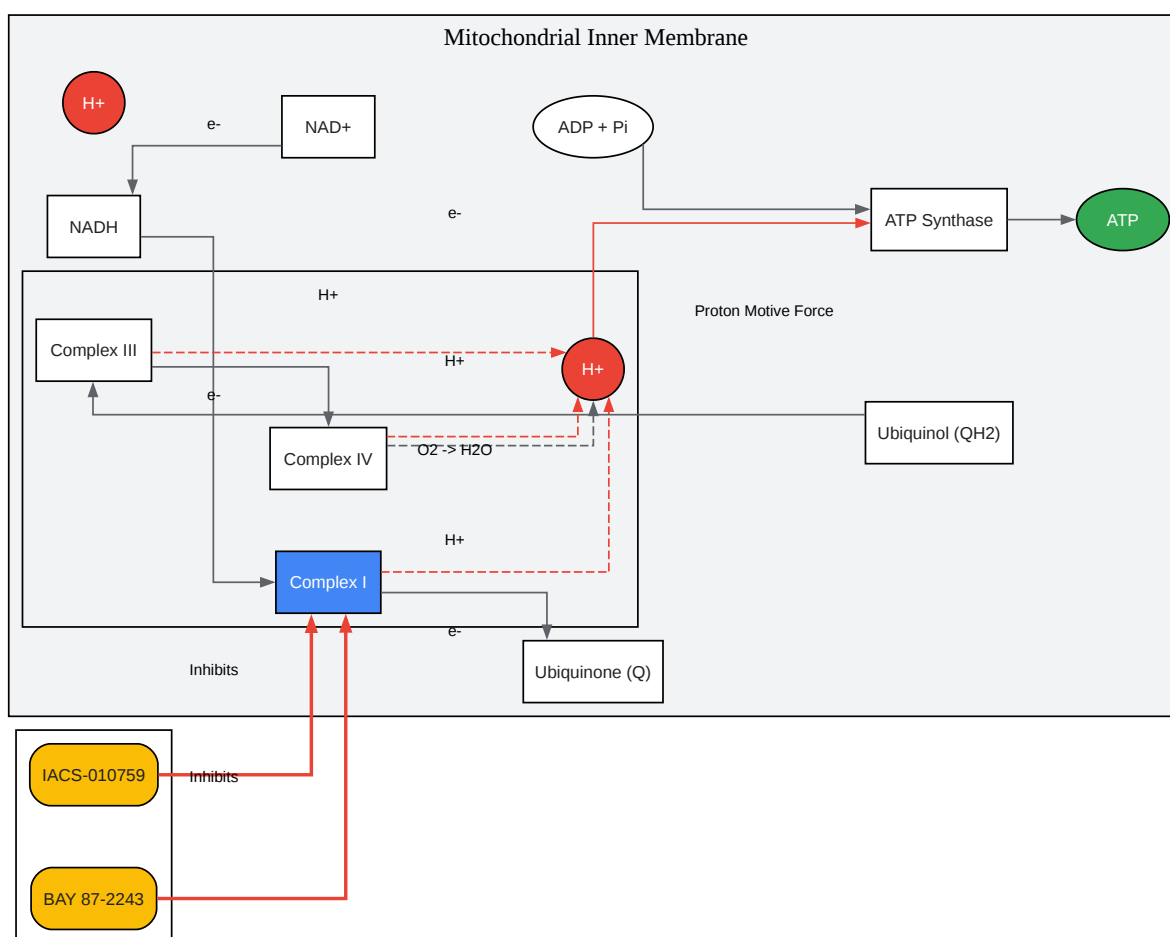 Mitochondrial Inner Membrane
H+
e-
NAD+
ADP + Pi
NADH
e-
ATP Synthase
ATP
H+
Proton Motive Force
Complex III
H+
H+
e-
Ubiquinol (QH2)
Complex IV
O2 -> H2O
H+
Complex I
e-
Inhibits
Ubiquinone (Q)
IACS-010759
Inhibits
BAY 87-2243